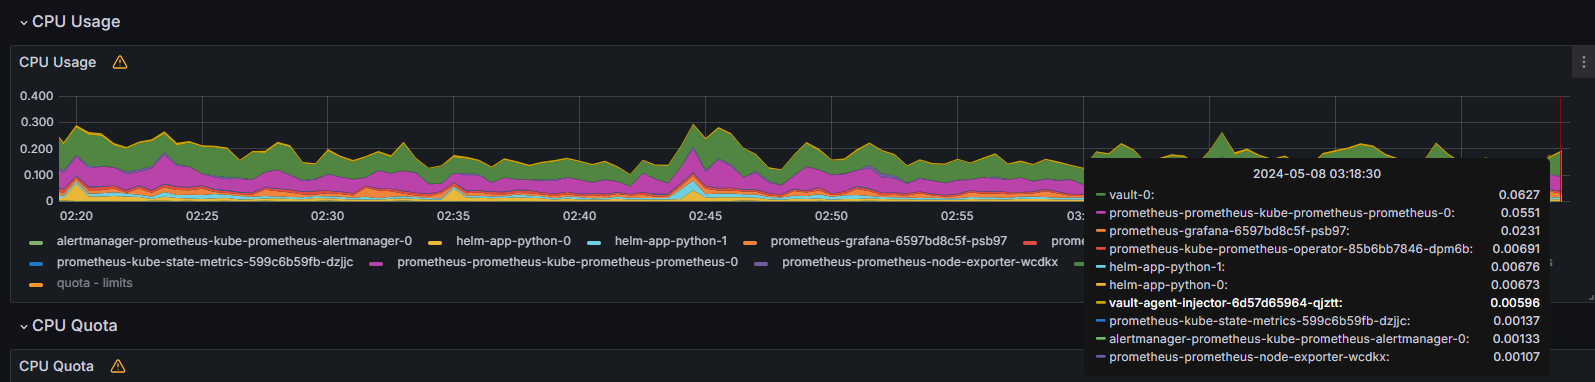 CPU Usage
CPU Usage
0.400
0.300
0.200
0.100
0
02:20 02:25 02:30 02:35 02:40 02:45 02:50 02:55 03:
alertmanager-prometheus-kube-prometheus-alertmanager-0 helm-app-python-0 helm-app-python-1 prometheus-grafana-6597bd8c5f-psb97 prome
prometheus-kube-state-metrics-599c6b59fb-dzjjc prometheus-prometheus-kube-prometheus-prometheus-0 prometheus-prometheus-node-exporter-wcdkx
quota - limits
2024-05-08 03:18:30
vault-0: 0.0627
prometheus-prometheus-kube-prometheus-prometheus-0: 0.0551
prometheus-grafana-6597bd8c5f-psb97: 0.0231
prometheus-kube-prometheus-operator-85b6bb7846-dpm6b: 0.00691
helm-app-python-1: 0.00676
helm-app-python-0: 0.00673
vault-agent-injector-6d57d65964-qjztt: 0.00596
prometheus-kube-state-metrics-599c6b59fb-dzjjc: 0.00137
alertmanager-prometheus-kube-prometheus-alertmanager-0: 0.00133
prometheus-prometheus-node-exporter-wcdkx: 0.00107
CPU Quota
CPU Quota